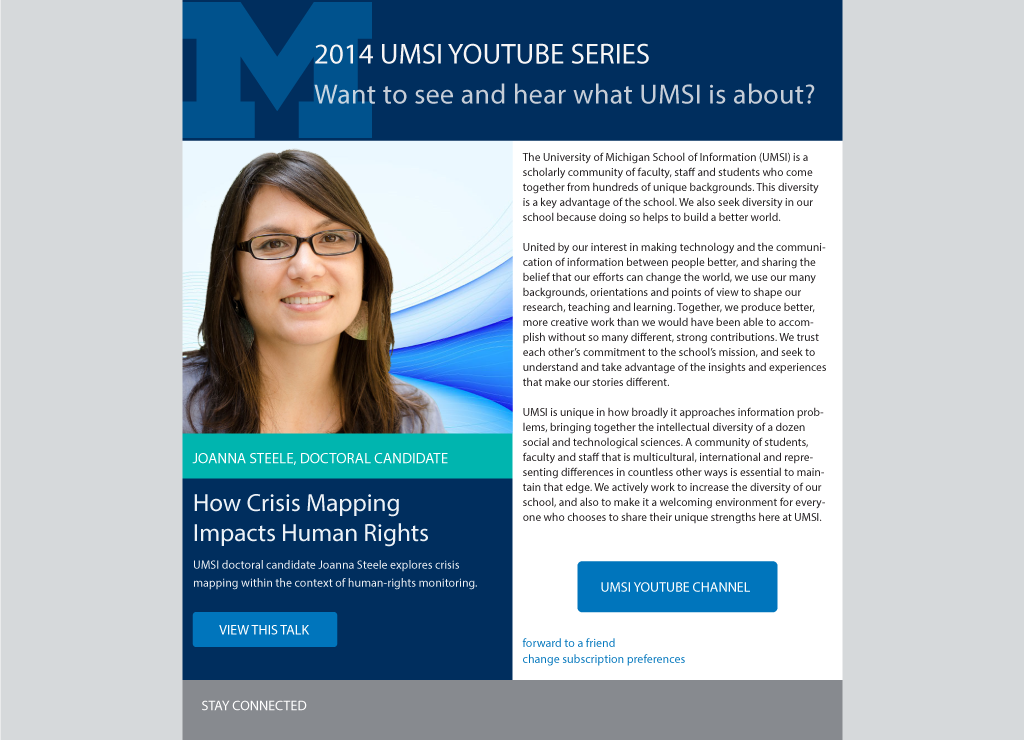 2014 UMSI YOUTUBE SERIES
Want to see and hear what UMSI is about?
JOANNA STEELE, DOCTORAL CANDIDATE
How Crisis Mapping
Impacts Human Rights
UMSI doctoral candidate Joanna Steele explores crisis
mapping within the context of human-rights monitoring.
VIEW THIS TALK
The University of Michigan School of Information (UMSI) is a
scholarly community of faculty, staff and students who come
together from hundreds of unique backgrounds. This diversity
is a key advantage of the school. We also seek diversity in our
school because doing so helps to build a better world.
United by our interest in making technology and the communi-
cation of information between people better, and sharing the
belief that our efforts can change the world, we use our many
backgrounds, orientations and points of view to shape our
research, teaching and learning. Together, we produce better,
more creative work than we would have been able to accom-
plish without so many different, strong contributions. We trust
each other’s commitment to the school’s mission, and seek to
understand and take advantage of the insights and experiences
that make our stories different.
UMSI is unique in how broadly it approaches information prob-
lems, bringing together the intellectual diversity of a dozen
social and technological sciences. A community of students,
faculty and staff that is multicultural, international and repre-
senting differences in countless other ways is essential to main-
tain that edge. We actively work to increase the diversity of our
school, and also to make it a welcoming environment for every-
one who chooses to share their unique strengths here at UMSI.
UMSI YOUTUBE CHANNEL
forward to a friend
change subscription preferences
STAY CONNECTED